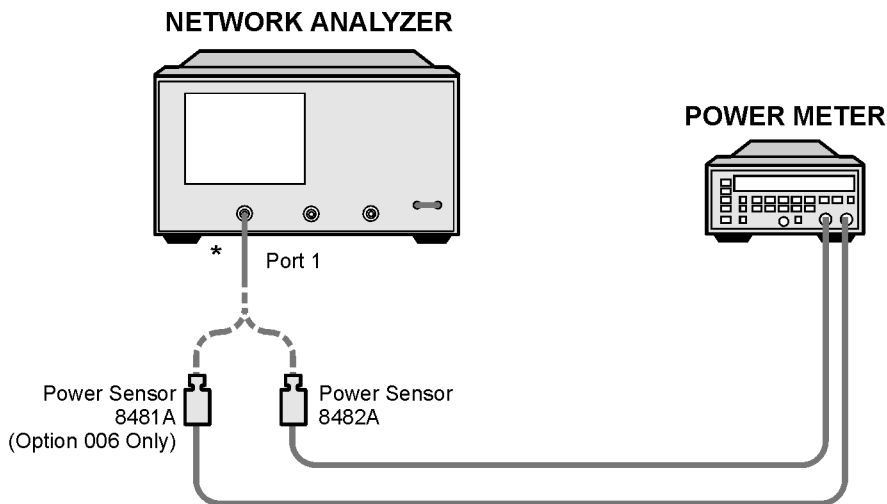 NETWORK ANALYZER
POWER METER
*
Port 1
Power Sensor
8481A
(Option 006 Only)
Power Sensor
8482A